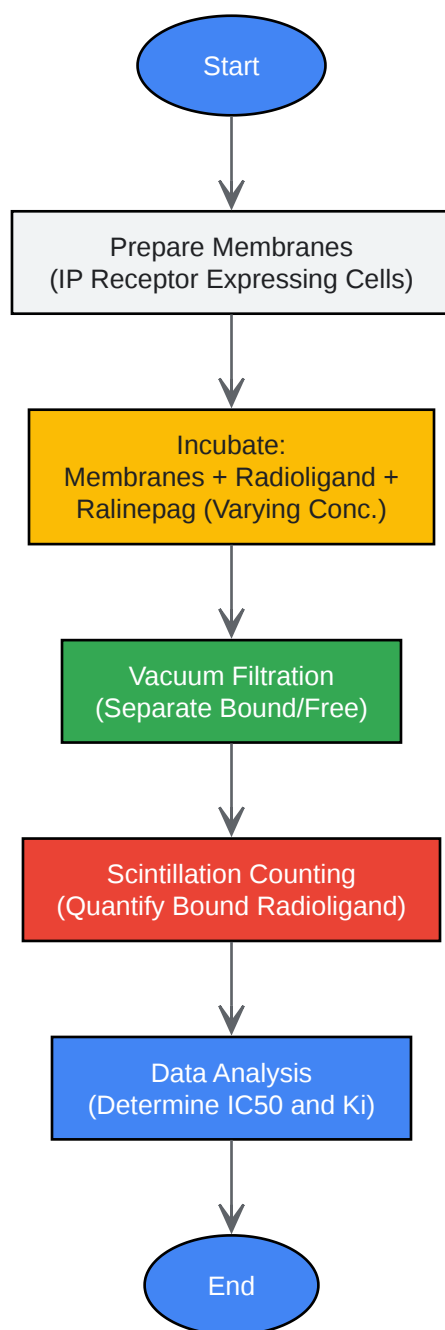 Start
Prepare Membranes
(IP Receptor Expressing Cells)
Incubate:
Membranes + Radioligand +
Ralinepag (Varying Conc.)
Vacuum Filtration
(Separate Bound/Free)
Scintillation Counting
(Quantify Bound Radioligand)
Data Analysis
(Determine IC50 and Ki)
End